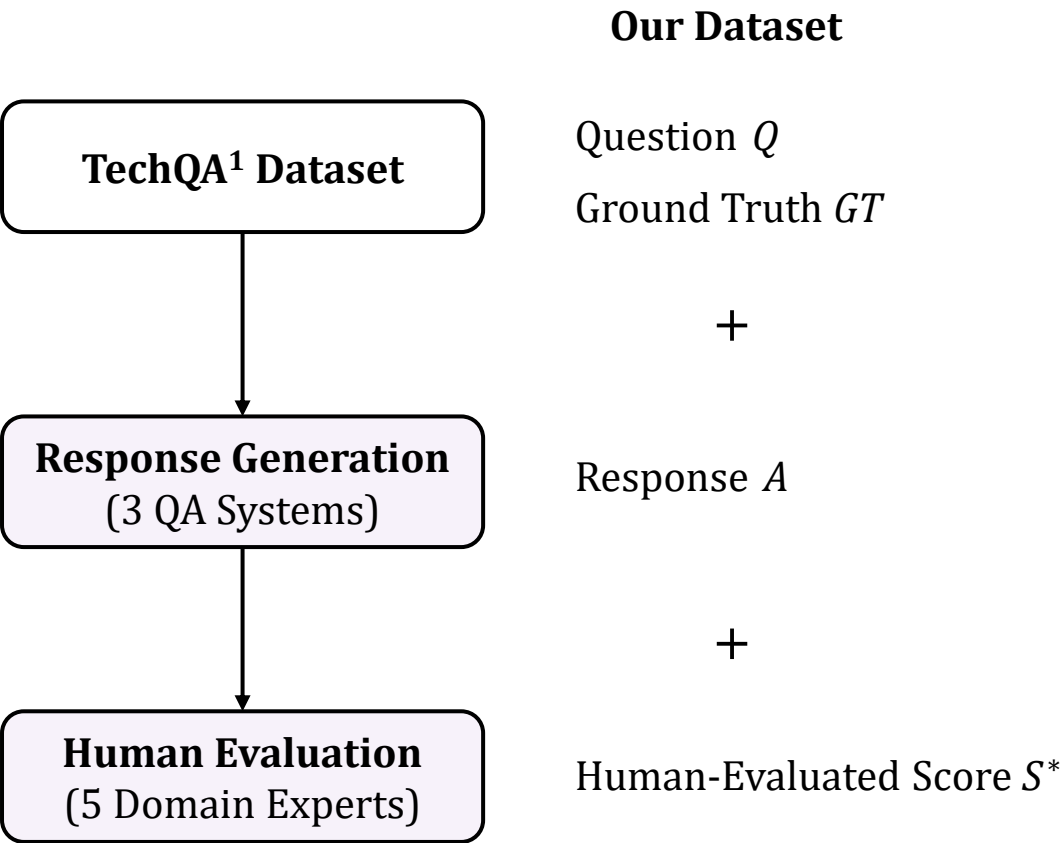 Our Dataset
TechQA¹ Dataset
Question Q
Ground Truth GT
+
Response Generation
(3 QA Systems)
Response A
+
Human Evaluation
(5 Domain Experts)
Human-Evaluated Score S*